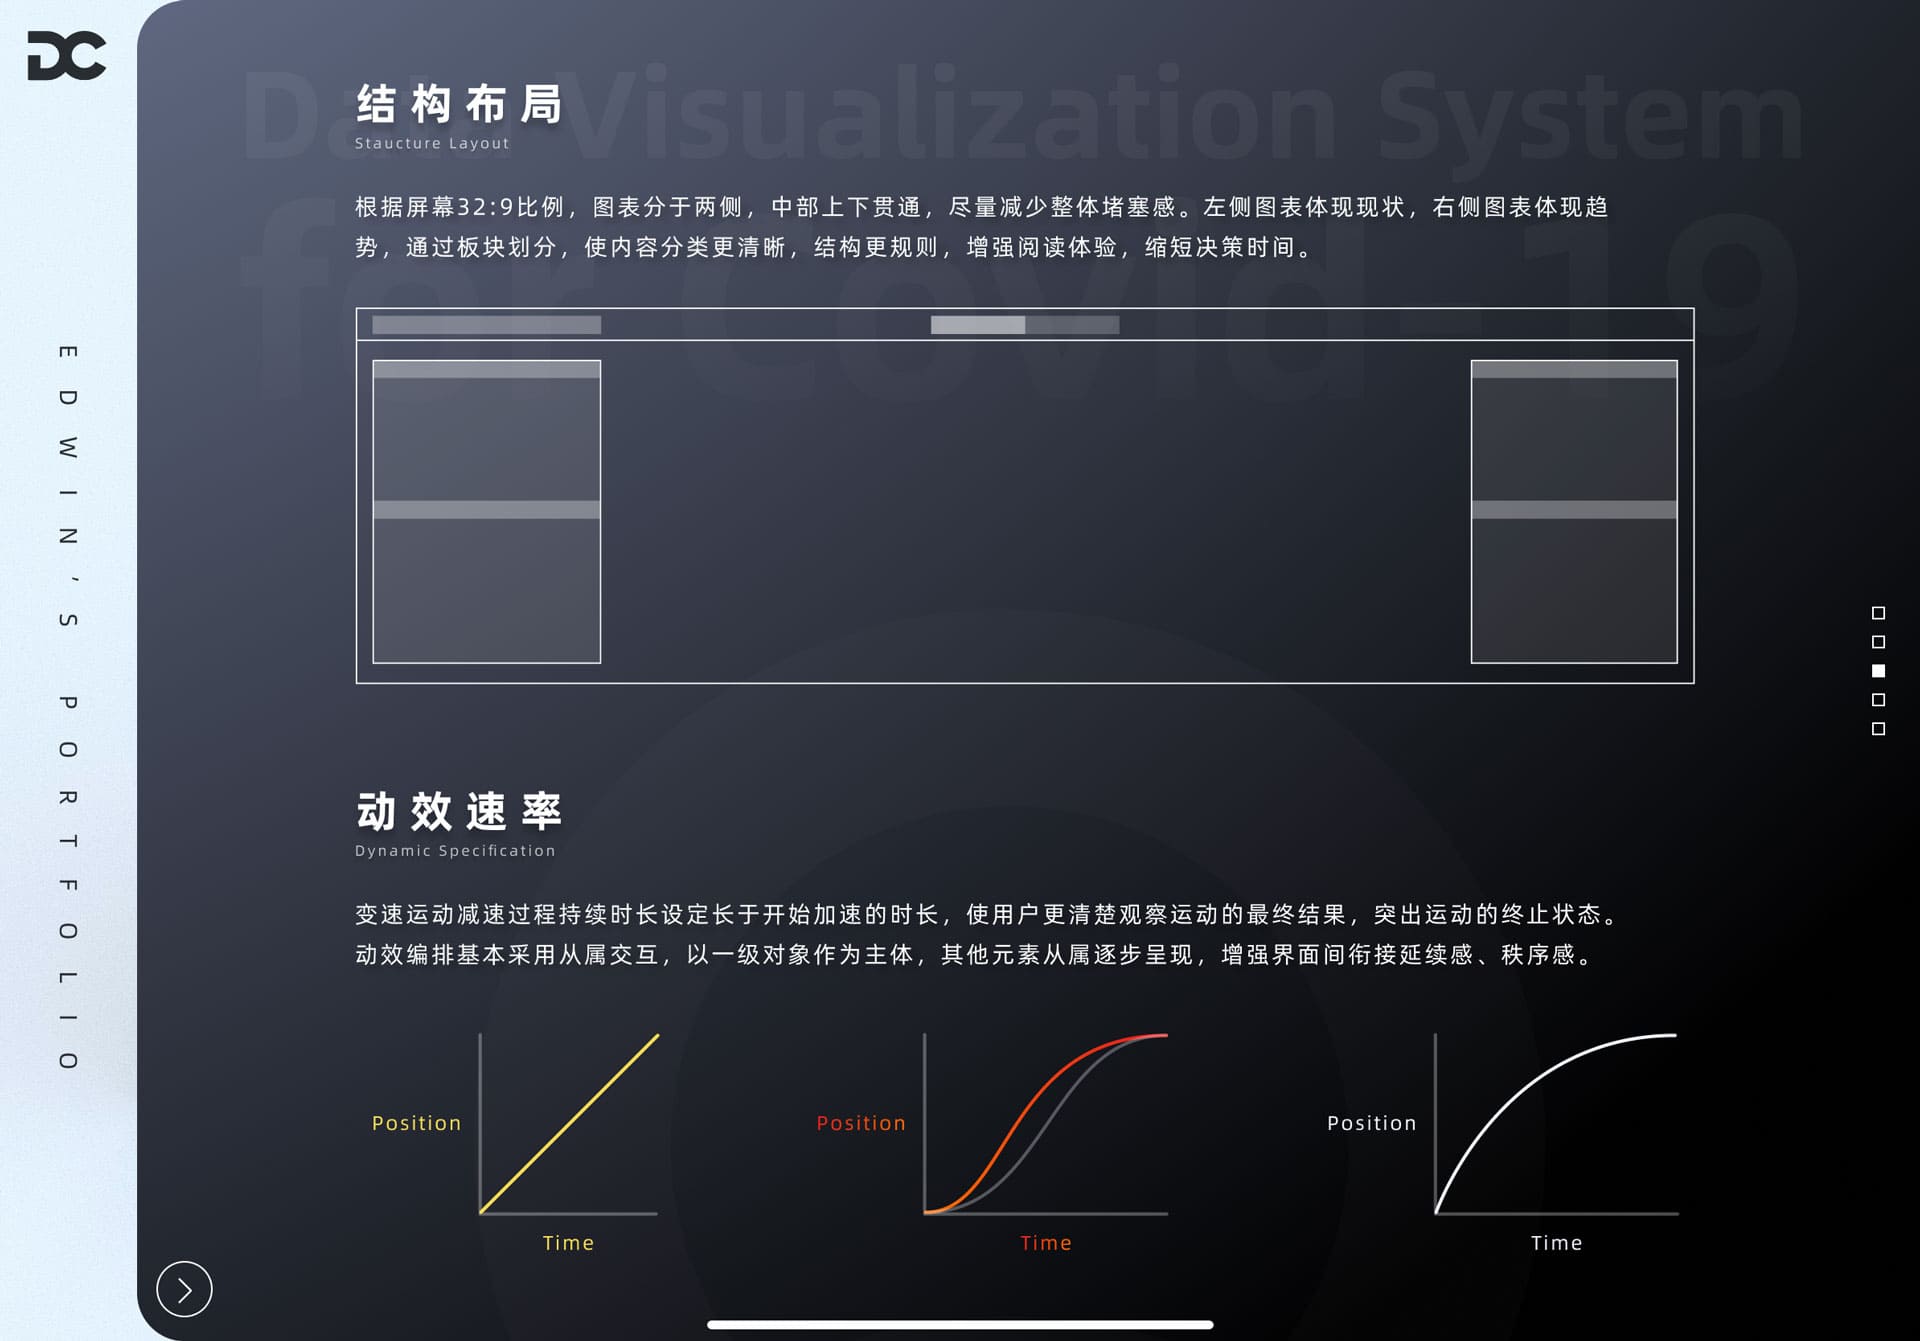 DC
EDWIN'S PORTFOLIO
Data Visualization System
for Covid-19
结构布局
Staucture Layout
根据屏幕32:9比例，图表分于两侧，中部上下贯通，尽量减少整体堵塞感。左侧图表体现现状，右侧图表体现趋
势，通过板块划分，使内容分类更清晰，结构更规则，增强阅读体验，缩短决策时间。
动效速率
Dynamic Specification
变速运动减速过程持续时长设定长于开始加速的时长，使用户更清楚观察运动的最终结果，突出运动的终止状态。
动效编排基本采用从属交互，以一级对象作为主体，其他元素从属逐步呈现，增强界面间衔接延续感、秩序感。
Position
Time
Position
Time
Position
Time